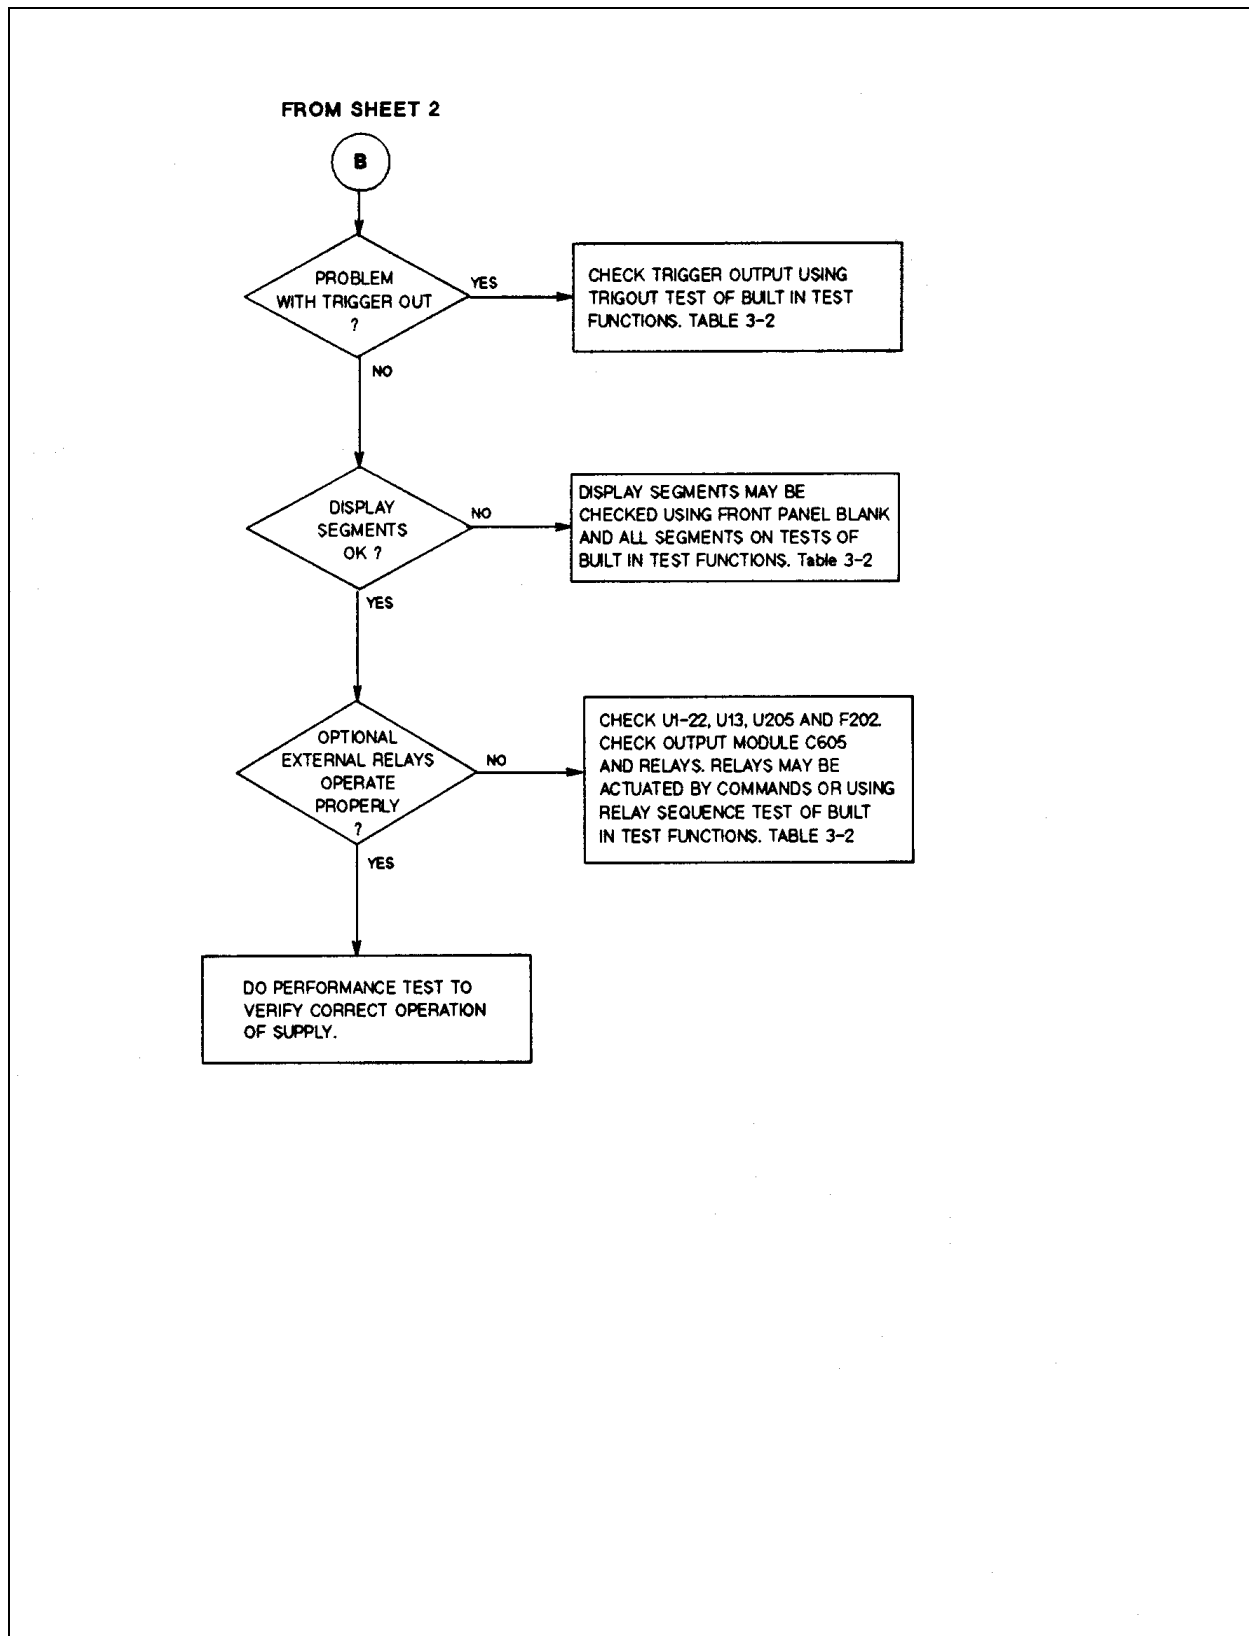 FROM SHEET 2
B
PROBLEM
WITH TRIGGER OUT
?
YES
CHECK TRIGGER OUTPUT USING
TRIGOUT TEST OF BUILT IN TEST
FUNCTIONS. TABLE 3-2
NO
DISPLAY
SEGMENTS
OK ?
NO
DISPLAY SEGMENTS MAY BE
CHECKED USING FRONT PANEL BLANK
AND ALL SEGMENTS ON TESTS OF
BUILT IN TEST FUNCTIONS. Table 3-2
YES
OPTIONAL
EXTERNAL RELAYS
OPERATE
PROPERLY
?
NO
CHECK U1-22, U13, U205 AND F202.
CHECK OUTPUT MODULE C605
AND RELAYS. RELAYS MAY BE
ACTUATED BY COMMANDS OR USING
RELAY SEQUENCE TEST OF BUILT
IN TEST FUNCTIONS. TABLE 3-2
YES
DO PERFORMANCE TEST TO
VERIFY CORRECT OPERATION
OF SUPPLY.